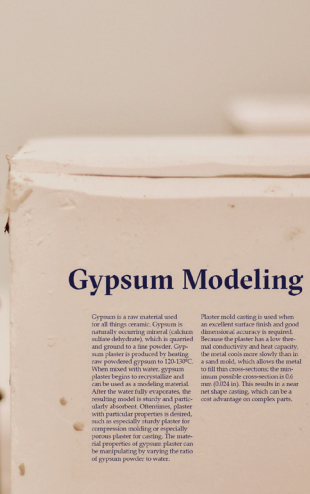 Gypsum Modeling
Gypsum is a raw material used
for all things ceramic. Gypsum is
naturally occurring mineral (calcium
sulfate dehydrate), which is quarried
and ground to a fine powder. Gyp-
sum plaster is produced by heating
raw powdered gypsum to 120-130ºC.
When mixed with water, gypsum
plaster begins to recrystallize and
can be used as a modeling material.
After the water fully evaporates, the
resulting model is sturdy and partic-
ularly absorbent. Oftentimes, plaster
with particular properties is desired,
such as especially sturdy plaster for
compression molding or especially
porous plaster for casting. The mate-
rial properties of gypsum plaster can
be manipulating by varying the ratio
of gypsum powder to water.
Plaster mold casting is used when
an excellent surface finish and good
dimensional accuracy is required.
Because the plaster has a low ther-
mal conductivity and heat capacity,
the metal cools more slowly than in
a sand mold, which allows the metal
to fill thin cross-sections; the min-
imum possible cross-section is 0.6
mm (0.024 in). This results in a near
net shape casting, which can be a
cost advantage on complex parts.